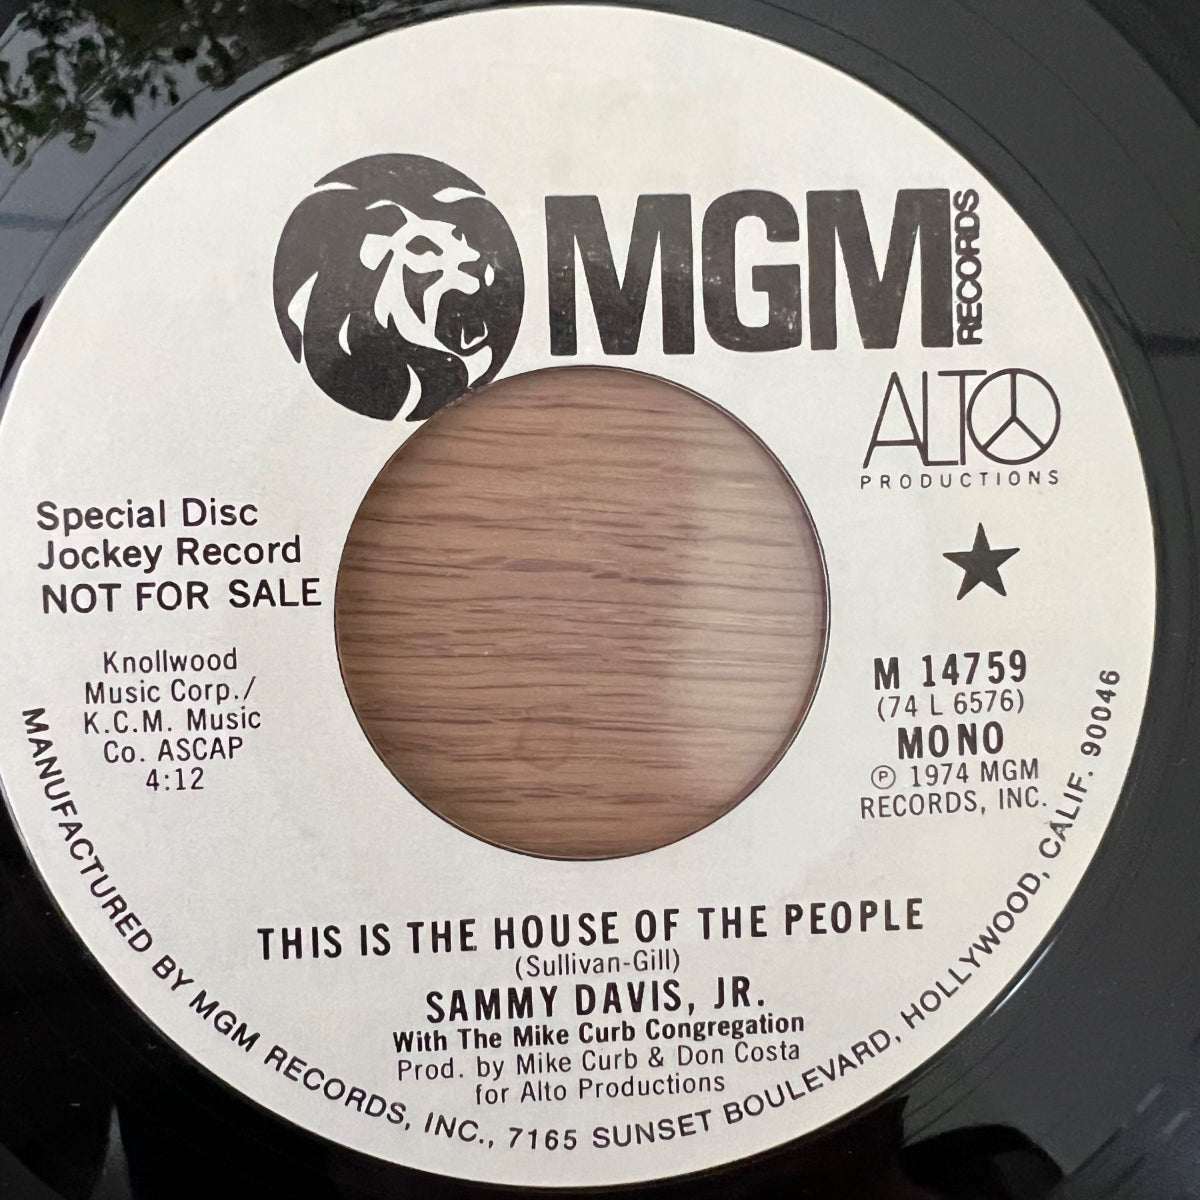 MGM RECORDS
ALTO
PRODUCTIONS
Special Disc
Jockey Record
NOT FOR SALE
Knollwood
Music Corp./
K.C.M. Music
Co. ASCAP
4:12
M 14759
(74 L 6576)
MONO
Ⓟ 1974 MGM
RECORDS, INC.
THIS IS THE HOUSE OF THE PEOPLE
(Sullivan-Gill)
SAMMY DAVIS, JR.
With The Mike Curb Congregation
Prod. by Mike Curb & Don Costa
for Alto Productions
MANUFACTURED BY MGM RECORDS, INC., 7165 SUNSET BOULEVARD, HOLLYWOOD, CALIF. 90046